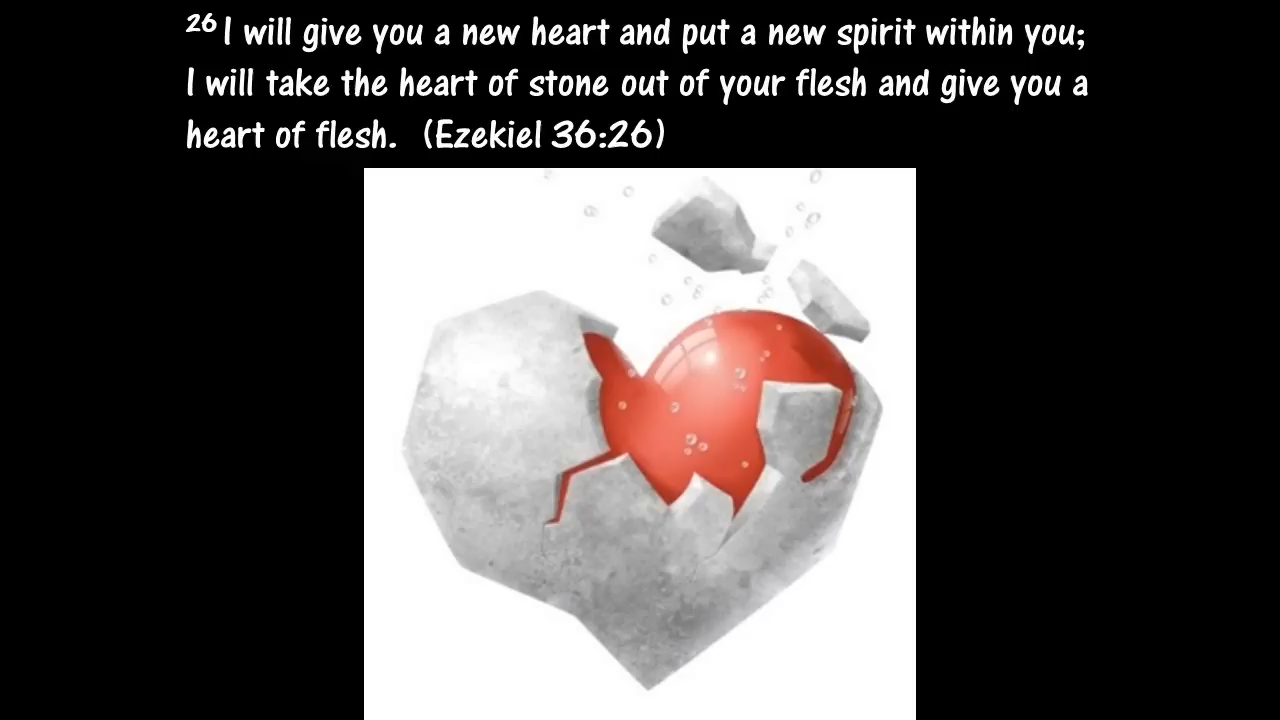 26 I will give you a new heart and put a new spirit within you;
I will take the heart of stone out of your flesh and give you a
heart of flesh. (Ezekiel 36:26)